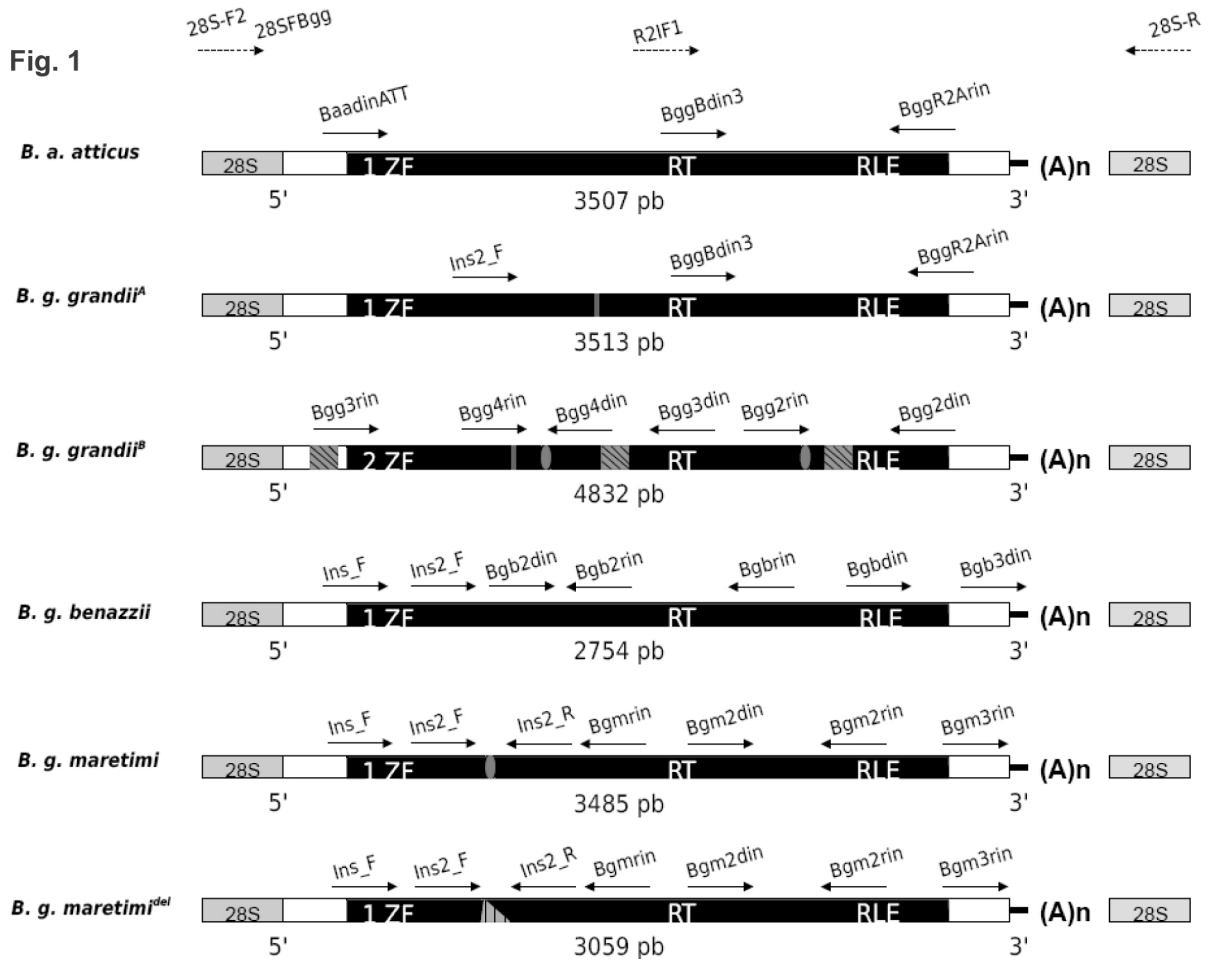 28S-F2 28SFBgg R2IF1 28S-R
Fig. 1
BaadinATT BggBdin3 BggR2Arin
B. a. atticus 28S 1 ZF RT RLE (A)n 28S
5' 3507 pb 3'
Ins2_F BggBdin3 BggR2Arin
B. g. grandii^A 28S 1 ZF RT RLE (A)n 28S
5' 3513 pb 3'
Bgg3rin Bgg4rin Bgg4din Bgg3din Bgg2rin Bgg2din
B. g. grandii^B 28S 2 ZF RT RLE (A)n 28S
5' 4832 pb 3'
Ins_F Ins2_F Bgb2din Bgb2rin Bgbrin Bgbdin Bgb3din
B. g. benazzii 28S 1 ZF RT RLE (A)n 28S
5' 2754 pb 3'
Ins_F Ins2_F Ins2_R Bgmrin Bgm2din Bgm2rin Bgm3rin
B. g. maretimi 28S 1 ZF RT RLE (A)n 28S
5' 3485 pb 3'
Ins_F Ins2_F Ins2_R Bgmrin Bgm2din Bgm2rin Bgm3rin
B. g. maretimi^del 28S 1 ZF RT RLE (A)n 28S
5' 3059 pb 3'